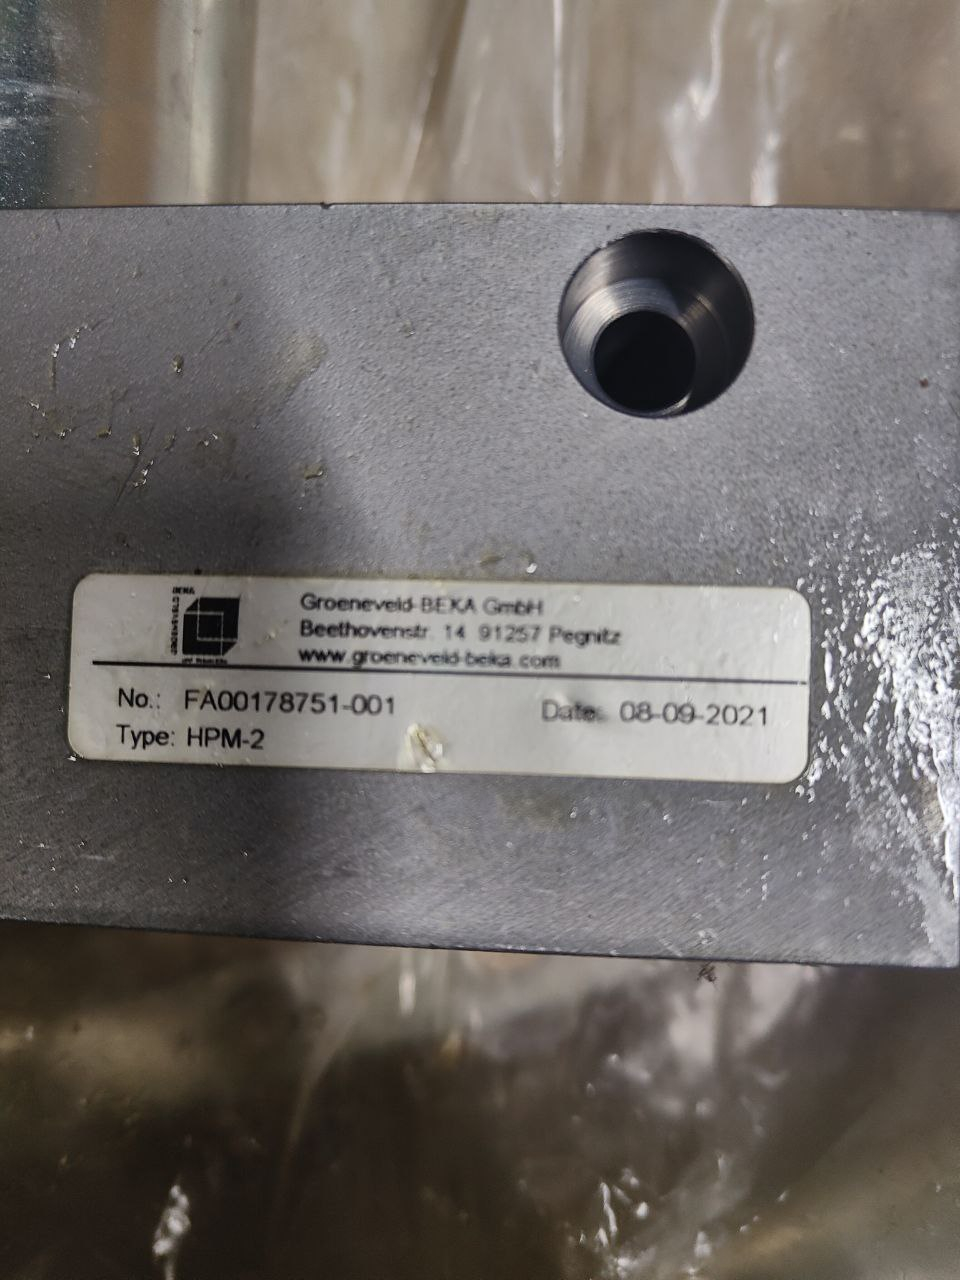 BEKA
Groeneveld-BEKA GmbH
Beethovenstr. 14 91257 Pegnitz
www.groeneveld-beka.com
No.: FA00178751-001
Date: 08-09-2021
Type: HPM-2